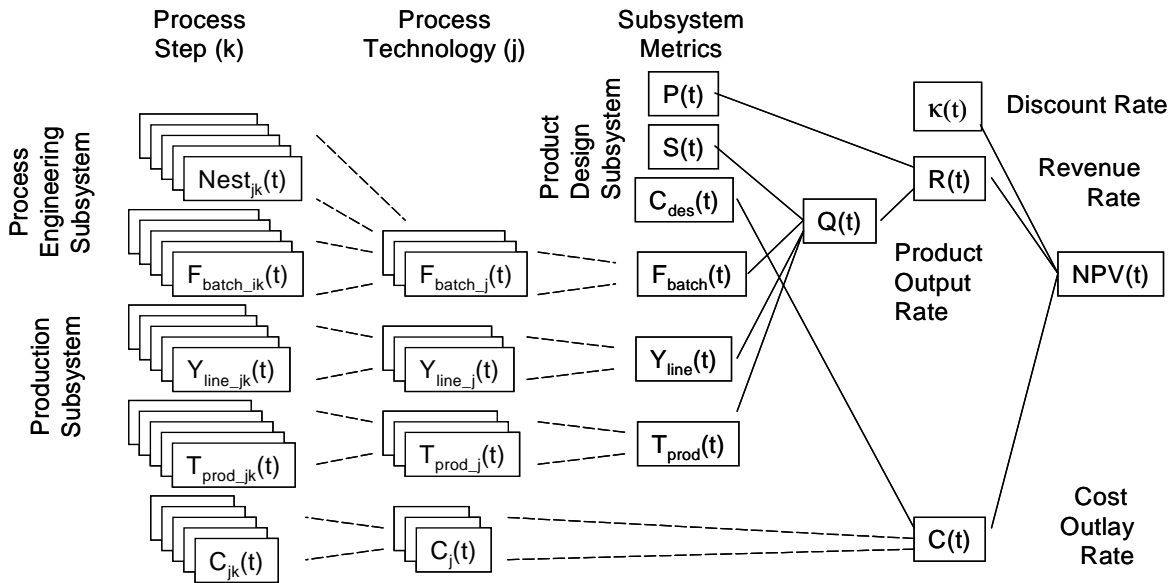 Process
Step (k)
Process
Technology (j)
Subsystem
Metrics
Process
Engineering
Subsystem
Production
Subsystem
Product
Design
Subsystem
Nest_jk(t)
F_batch_ik(t)
Y_line_jk(t)
T_prod_jk(t)
C_jk(t)
F_batch_j(t)
Y_line_j(t)
T_prod_j(t)
C_j(t)
P(t)
S(t)
C_des(t)
F_batch(t)
Y_line(t)
T_prod(t)
Q(t)
Product
Output
Rate
κ(t)
Discount Rate
R(t)
Revenue
Rate
NPV(t)
C(t)
Cost
Outlay
Rate